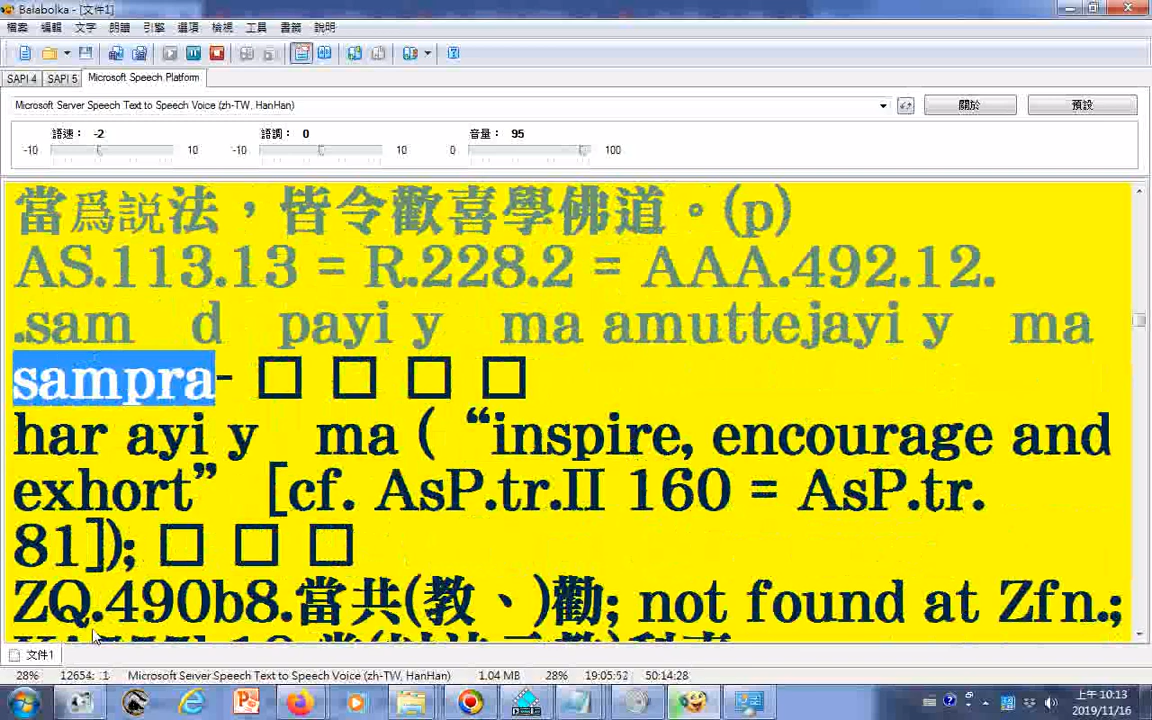 Balabolka - [文件1]
檔案 編輯 文字 朗讀 引擎 選項 檢視 工具 書籤 說明
SAPI 4 SAPI 5 Microsoft Speech Platform
Microsoft Server Speech Text to Speech Voice (zh-TW, HanHan) 關於 預設
語速： -2 語調： 0 音量： 95
-10 10 -10 10 0 100
當爲説法，皆令歡喜學佛道。(p)
AS.113.13 = R.228.2 = AAA.492.12.
.sam d payi y ma amuttejayi y ma
sampra- □ □ □ □
har ayi y ma ( “inspire, encourage and
exhort” [cf. AsP.tr.II 160 = AsP.tr.
81]); □ □ □
ZQ.490b8.當共(教、)勸; not found at Zfn.;
文件1
28% 12654: 1 Microsoft Server Speech Text to Speech Voice (zh-TW, HanHan) 1.04 MB 28% 19:05:52 50:14:28
上午 10:13
2019/11/16